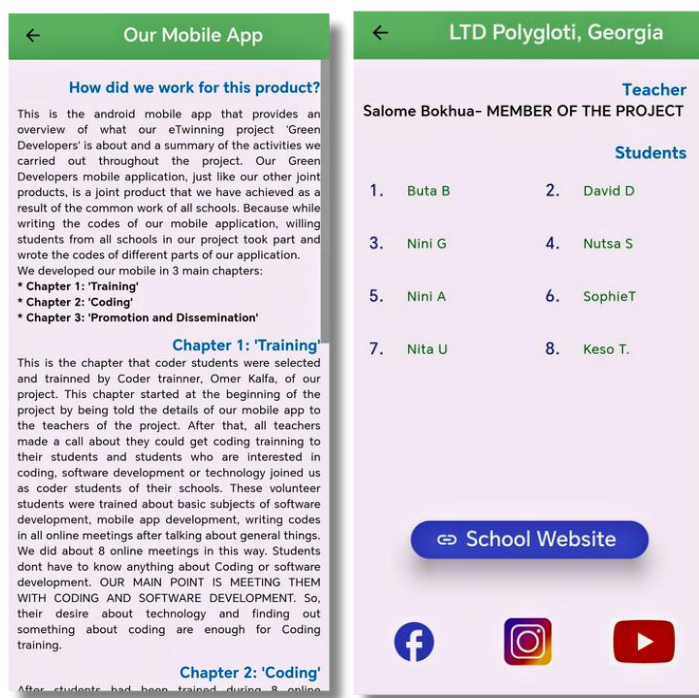 Our Mobile App
How did we work for this product?
This is the android mobile app that provides an
overview of what our eTwinning project 'Green
Developers' is about and a summary of the activities we
carried out throughout the project. Our Green
Developers mobile application, just like our other joint
products, is a joint product that we have achieved as a
result of the common work of all schools. Because while
writing the codes of our mobile application, willing
students from all schools in our project took part and
wrote the codes of different parts of our application.
We developed our mobile in 3 main chapters:
* Chapter 1: 'Training'
* Chapter 2: 'Coding'
* Chapter 3: 'Promotion and Dissemination'
Chapter 1: 'Training'
This is the chapter that coder students were selected
and trainned by Coder trainner, Omer Kalfa, of our
project. This chapter started at the beginning of the
project by being told the details of our mobile app to
the teachers of the project. After that, all teachers
made a call about they could get coding trainning to
their students and students who are interested in
coding, software development or technology joined us
as coder students of their schools. These volunteer
students were trained about basic subjects of software
development, mobile app development, writing codes
in all online meetings after talking about general things.
We did about 8 online meetings in this way. Students
dont have to know anything about Coding or software
development. OUR MAIN POINT IS MEETING THEM
WITH CODING AND SOFTWARE DEVELOPMENT. So,
their desire about technology and finding out
something about coding are enough for Coding
training.
Chapter 2: 'Coding'
After students had been trained during 8 online
LTD Polygloti, Georgia
Teacher
Salome Bokhua- MEMBER OF THE PROJECT
Students
1. Buta B 2. David D
3. Nini G 4. Nutsa S
5. Nini A 6. SophieT
7. Nita U 8. Keso T.
School Website